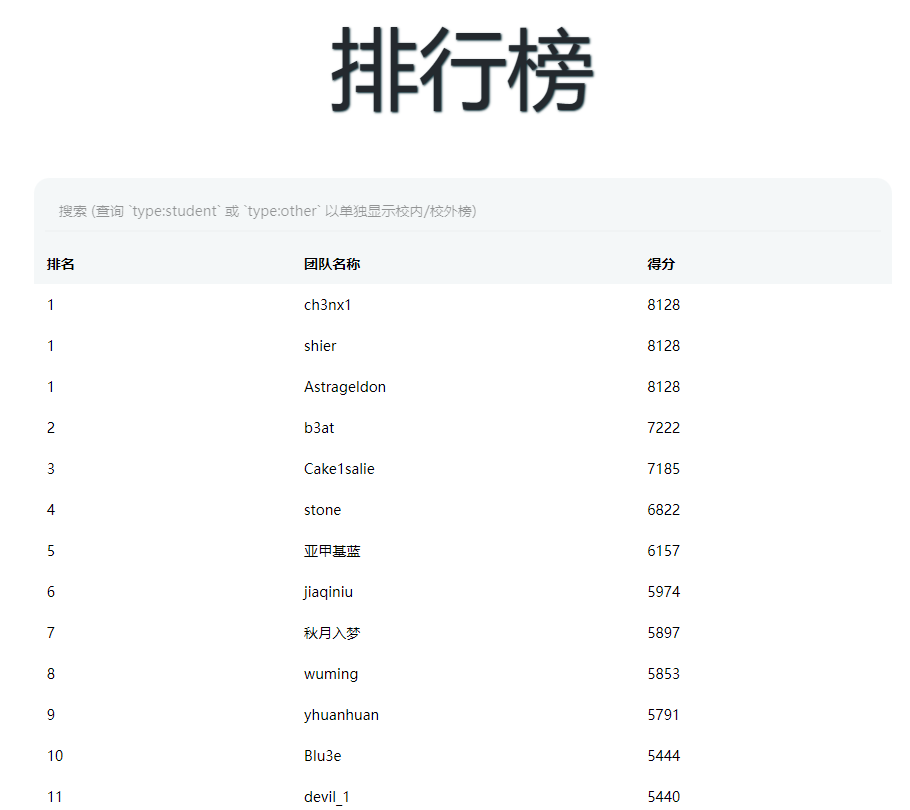 排行榜
搜索 (查询 `type:student` 或 `type:other` 以单独显示校内/校外榜)
排名 团队名称 得分
1 ch3nx1 8128
1 shier 8128
1 Astrageldon 8128
2 b3at 7222
3 Cake1salie 7185
4 stone 6822
5 亚甲基蓝 6157
6 jiaqiniu 5974
7 秋月入梦 5897
8 wuming 5853
9 yhuanhuan 5791
10 Blu3e 5444
11 devil_1 5440